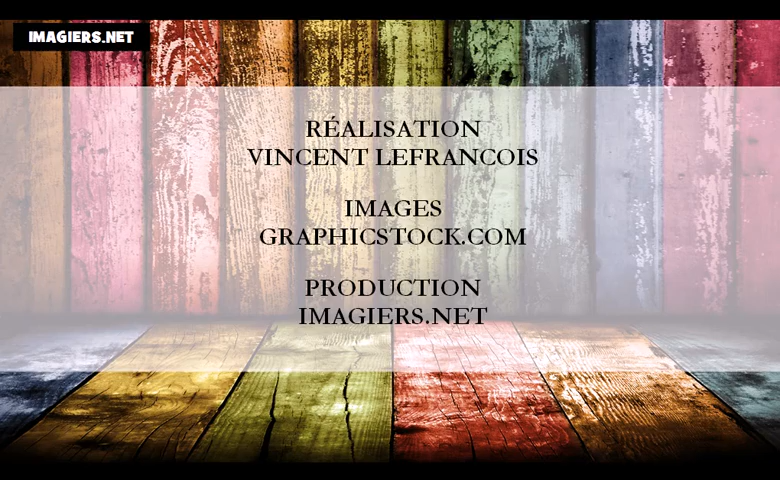 IMAGIERS.NET
RÉALISATION
VINCENT LEFRANCOIS
IMAGES
GRAPHICSTOCK.COM
PRODUCTION
IMAGIERS.NET